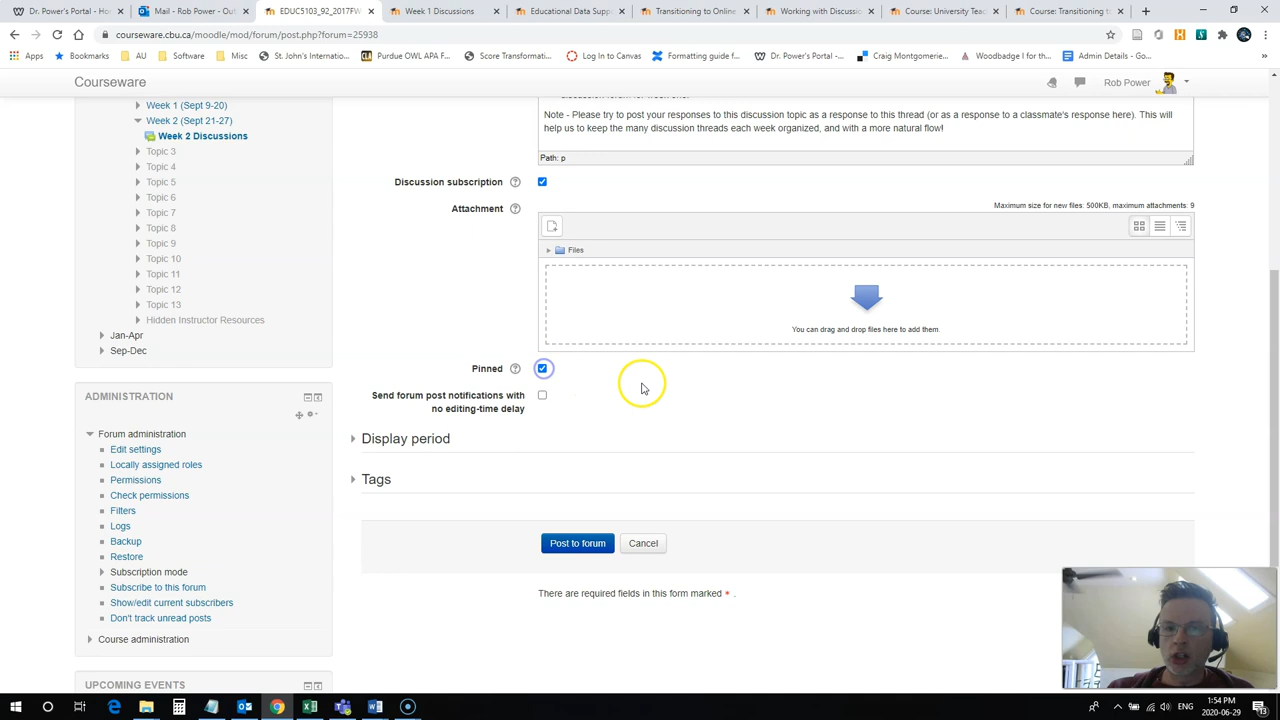 Dr. Power's Portal - Hom
Mail - Rob Power - Outl
EDUC5103_92_2017FW
Week 1 Discussions
Educational Data Suppo
Transitioning to Online
Working with Discussio
Course: University Teac
Course: Transitioning to
courseware.cbu.ca/moodle/mod/forum/post.php?forum=25938
Apps
Bookmarks
AU
Software
Misc
St. John's Internatio...
Purdue OWL APA F...
Score Transformati...
Log In to Canvas
Formatting guide f...
Dr. Power's Portal -...
Craig Montgomerie...
Woodbadge I for th...
Admin Details - Go...
Courseware
Rob Power
Week 1 (Sept 9-20)
Week 2 (Sept 21-27)
Week 2 Discussions
Topic 3
Topic 4
Topic 5
Topic 6
Topic 7
Topic 8
Topic 9
Topic 10
Topic 11
Topic 12
Topic 13
Hidden Instructor Resources
Jan-Apr
Sep-Dec
ADMINISTRATION
Forum administration
Edit settings
Locally assigned roles
Permissions
Check permissions
Filters
Logs
Backup
Restore
Subscription mode
Subscribe to this forum
Show/edit current subscribers
Don't track unread posts
Course administration
UPCOMING EVENTS
Note - Please try to post your responses to this discussion topic as a response to this thread (or as a response to a classmate's response here). This will
help us to keep the many discussion threads each week organized, and with a more natural flow!
Path: p
Discussion subscription
Attachment
Maximum size for new files: 500KB, maximum attachments: 9
Files
You can drag and drop files here to add them.
Pinned
Send forum post notifications with
no editing-time delay
Display period
Tags
Post to forum
Cancel
There are required fields in this form marked * .
ENG
1:54 PM
2020-06-29